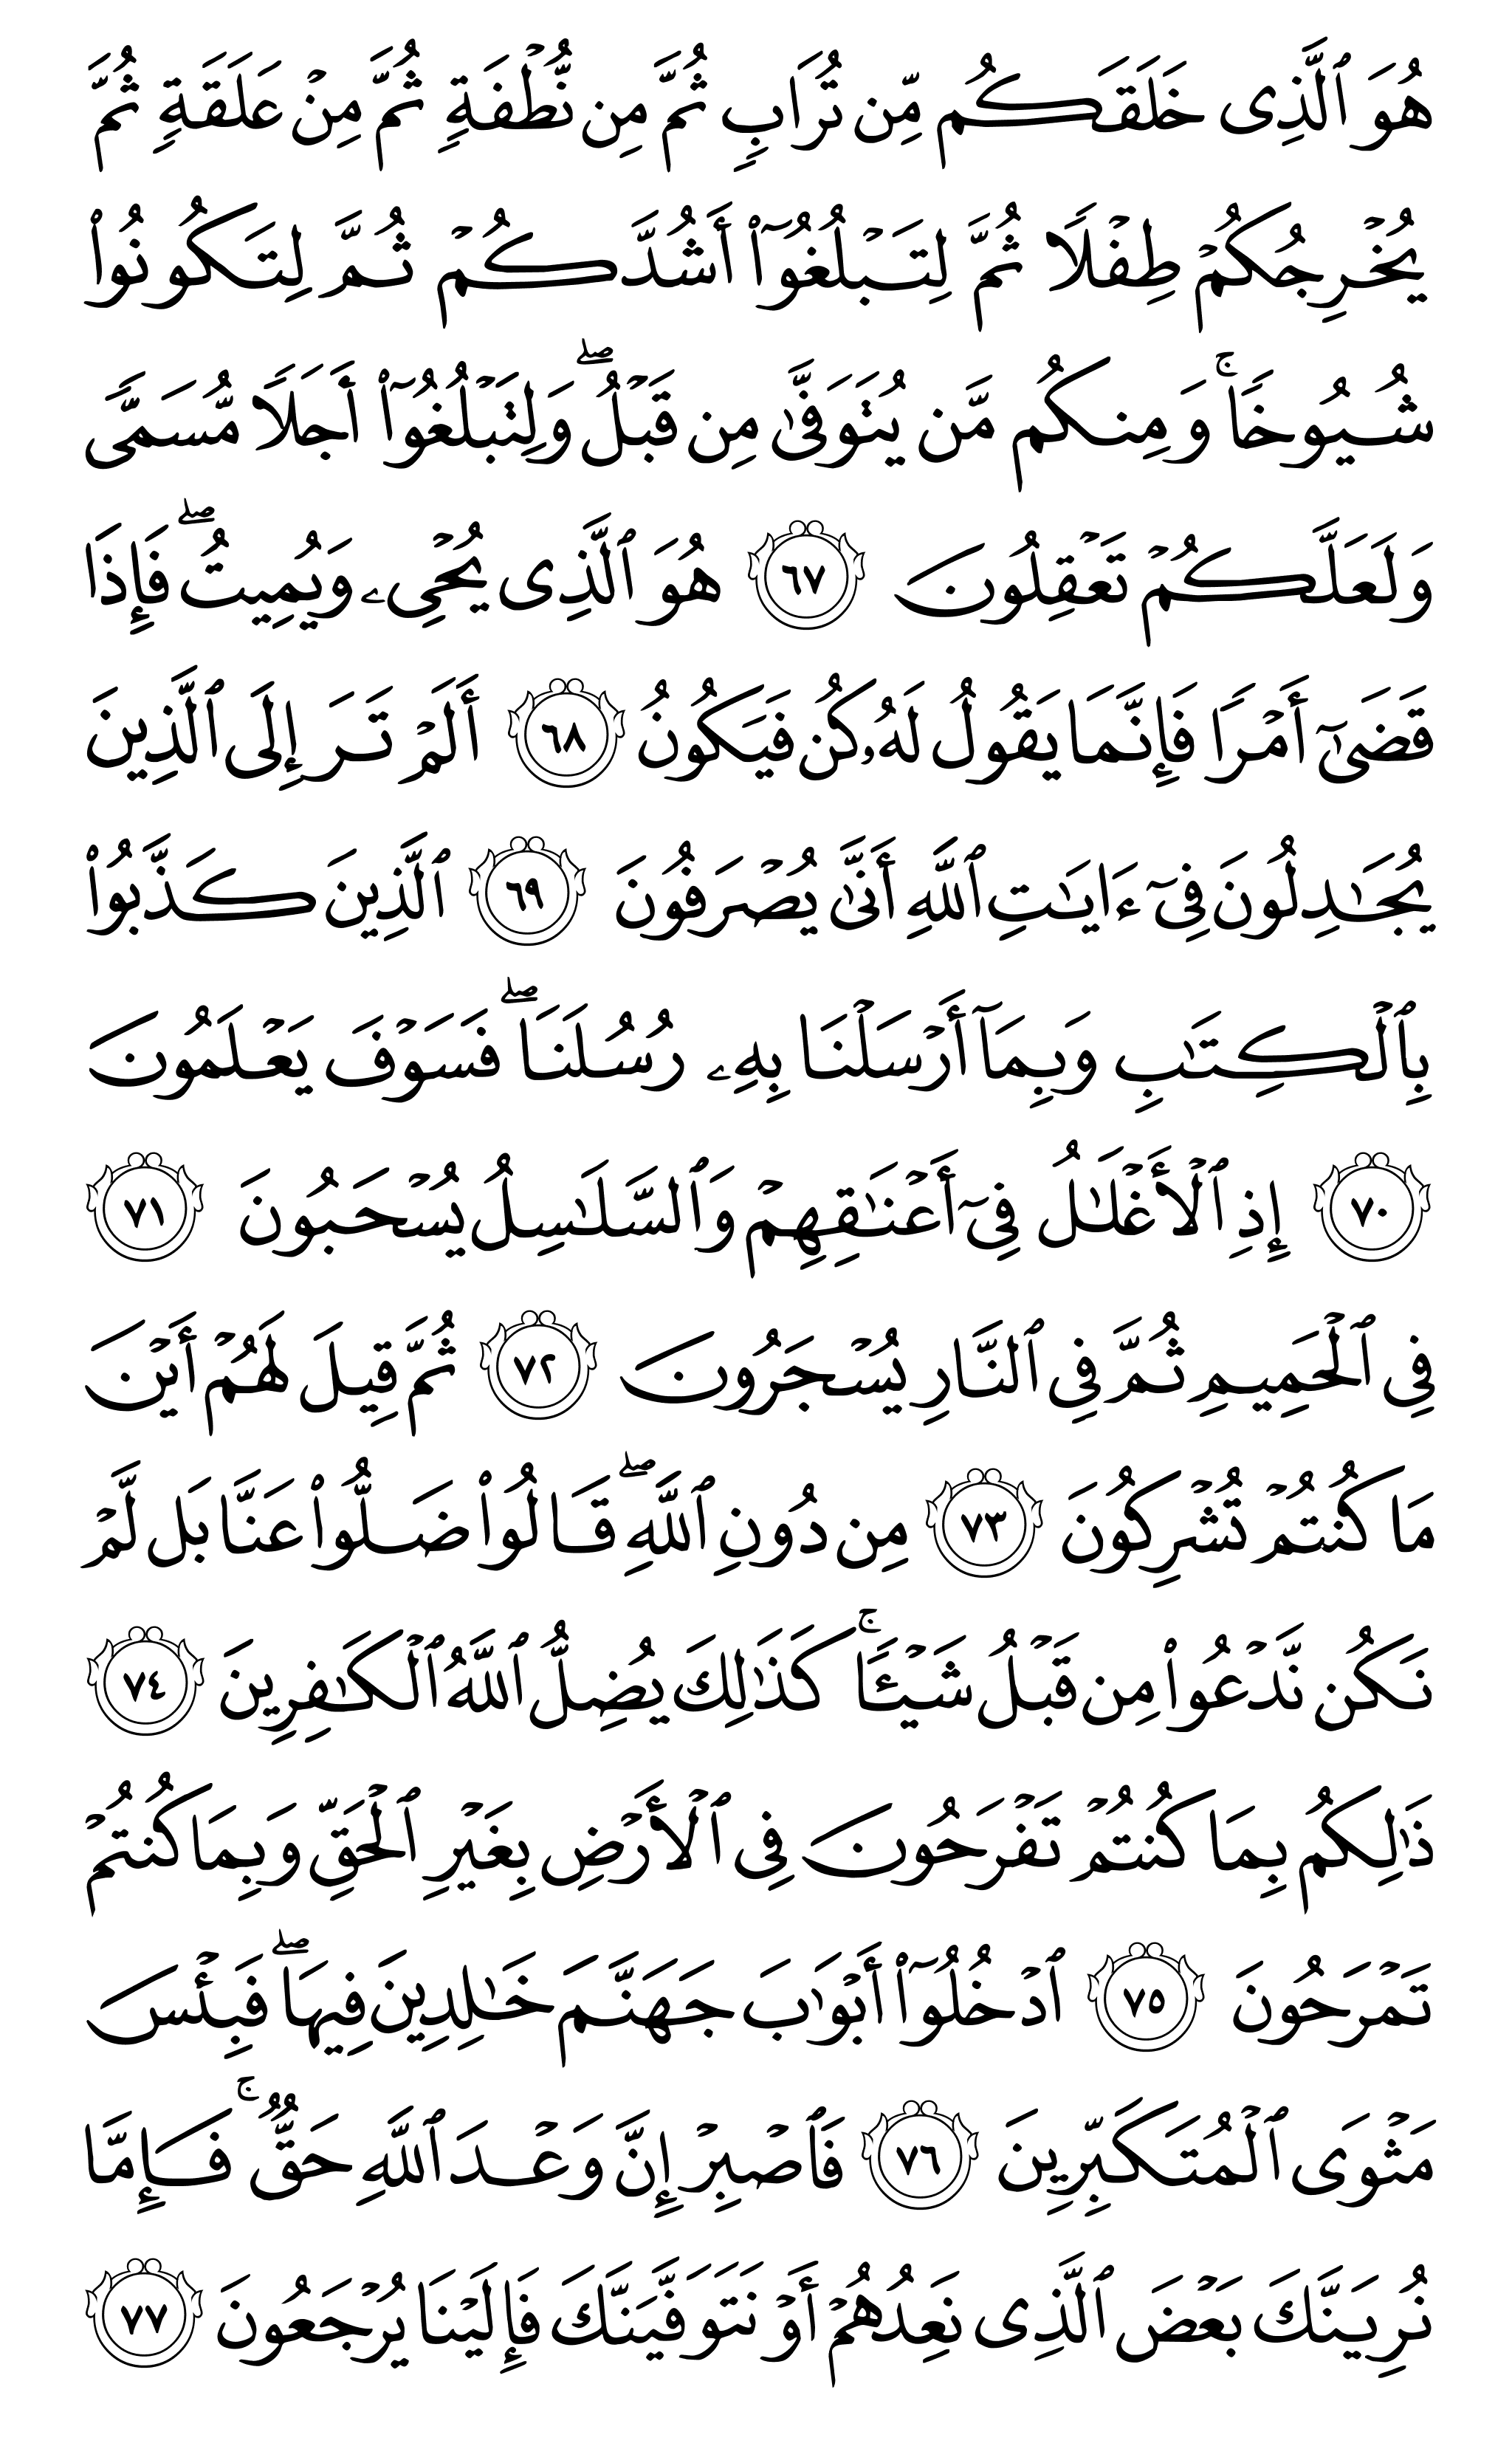 هُوَ ٱلَّذِى خَلَقَكُم مِّن تُرَابٍ ثُمَّ مِن نُّطْفَةٍ ثُمَّ مِنْ عَلَقَةٍ ثُمَّ
يُخْرِجُكُمْ طِفْلًا ثُمَّ لِتَبْلُغُوٓا۟ أَشُدَّكُمْ ثُمَّ لِتَكُونُوا۟
شُيُوخًا ۚ وَمِنكُم مَّن يُتَوَفَّىٰ مِن قَبْلُ ۖ وَلِتَبْلُغُوٓا۟ أَجَلًا مُّسَمًّى
وَلَعَلَّكُمْ تَعْقِلُونَ ٦٧ هُوَ ٱلَّذِى يُحْىِۦ وَيُمِيتُ ۖ فَإِذَا
قَضَىٰٓ أَمْرًا فَإِنَّمَا يَقُولُ لَهُۥ كُن فَيَكُونُ ٦٨ أَلَمْ تَرَ إِلَى ٱلَّذِينَ
يُجَـٰدِلُونَ فِىٓ ءَايَـٰتِ ٱللَّهِ أَنَّىٰ يُصْرَفُونَ ٦٩ ٱلَّذِينَ كَذَّبُوا۟
بِٱلْكِتَـٰبِ وَبِمَآ أَرْسَلْنَا بِهِۦ رُسُلَنَا ۖ فَسَوْفَ يَعْلَمُونَ
٧٠ إِذِ ٱلْأَغْلَـٰلُ فِىٓ أَعْنَـٰقِهِمْ وَٱلسَّلَـٰسِلُ يُسْحَبُونَ ٧١
فِى ٱلْحَمِيمِ ثُمَّ فِى ٱلنَّارِ يُسْجَرُونَ ٧٢ ثُمَّ قِيلَ لَهُمْ أَيْنَ
مَا كُنتُمْ تُشْرِكُونَ ٧٣ مِن دُونِ ٱللَّهِ ۖ قَالُوا۟ ضَلُّوا۟ عَنَّا بَل لَّمْ
نَكُن نَّدْعُوا۟ مِن قَبْلُ شَيْـًٔا ۚ كَذَٰلِكَ يُضِلُّ ٱللَّهُ ٱلْكَـٰفِرِينَ ٧٤
ذَٰلِكُم بِمَا كُنتُمْ تَفْرَحُونَ فِى ٱلْأَرْضِ بِغَيْرِ ٱلْحَقِّ وَبِمَا كُنتُمْ
تَمْرَحُونَ ٧٥ ٱدْخُلُوٓا۟ أَبْوَٰبَ جَهَنَّمَ خَـٰلِدِينَ فِيهَا ۖ فَبِئْسَ
مَثْوَى ٱلْمُتَكَبِّرِينَ ٧٦ فَٱصْبِرْ إِنَّ وَعْدَ ٱللَّهِ حَقٌّ ۚ فَإِمَّا
نُرِيَنَّكَ بَعْضَ ٱلَّذِى نَعِدُهُمْ أَوْ نَتَوَفَّيَنَّكَ فَإِلَيْنَا يُرْجَعُونَ ٧٧